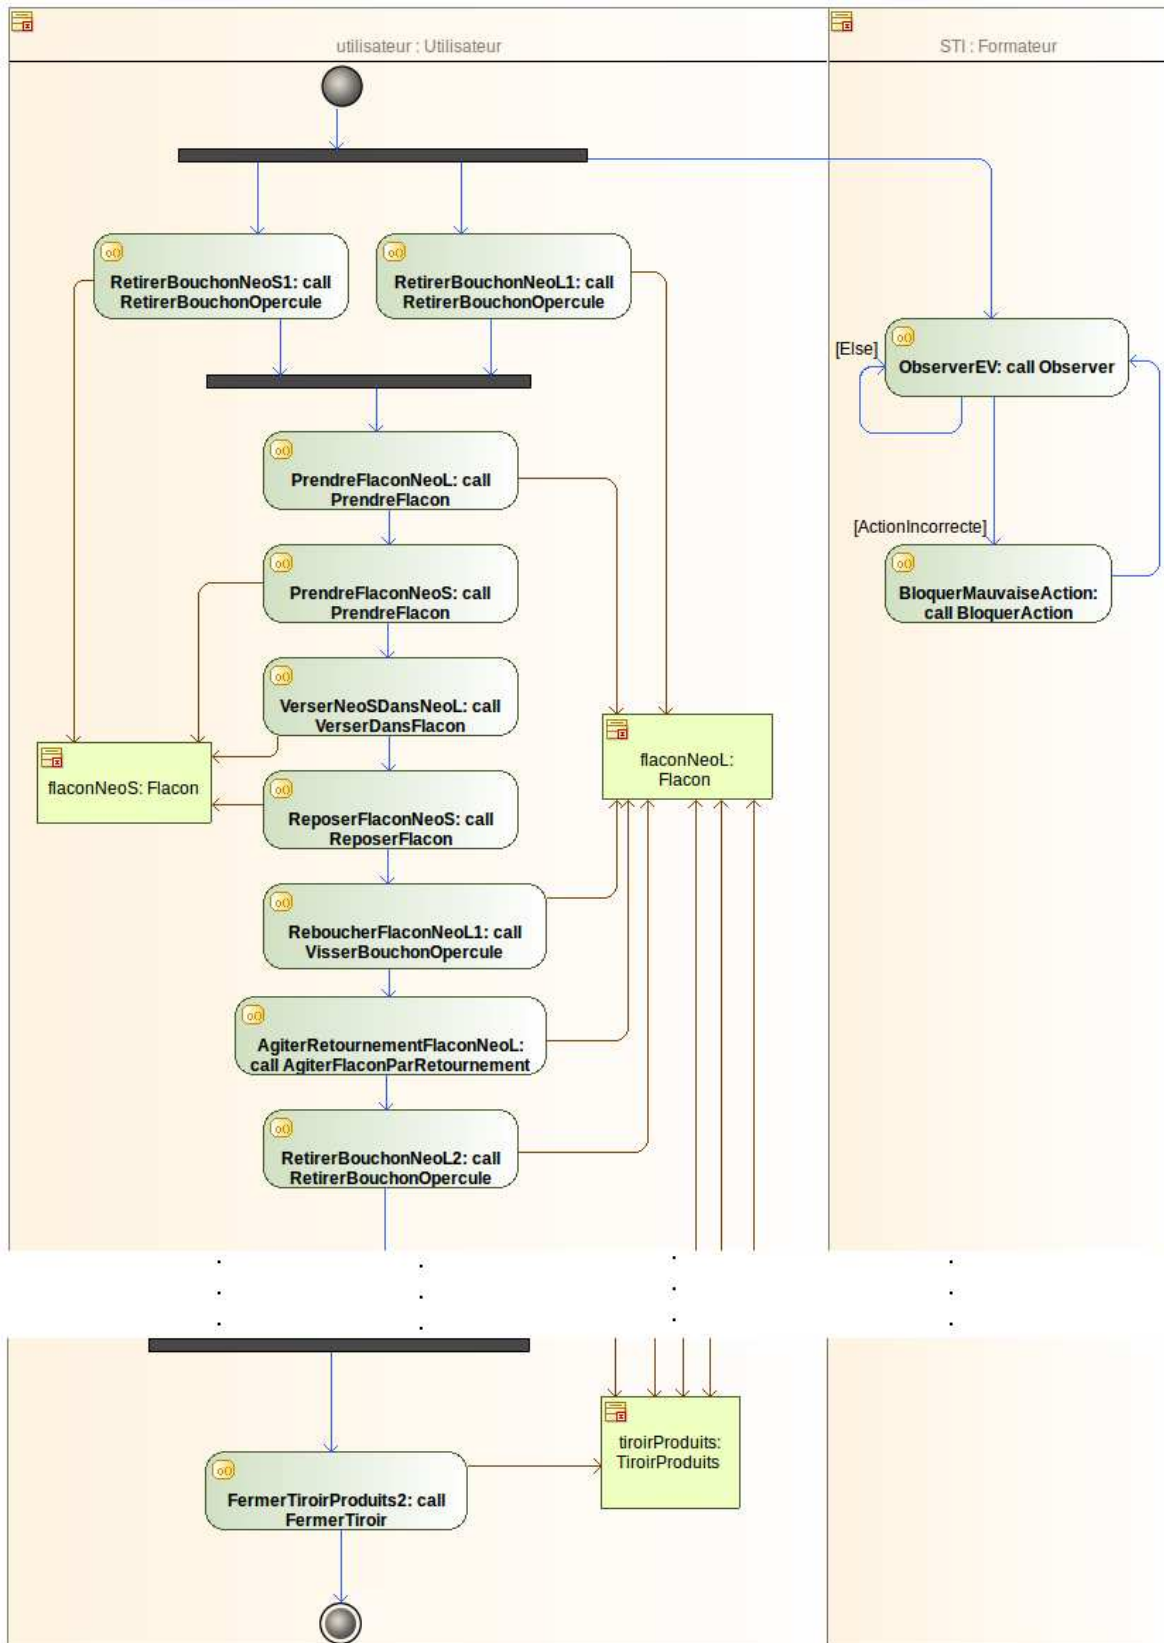 utilisateur : Utilisateur
STI : Formateur
RetirerBouchonNeoS1: call
RetirerBouchonOpercule
RetirerBouchonNeoL1: call
RetirerBouchonOpercule
[Else]
ObserverEV: call Observer
PrendreFlaconNeoL: call
PrendreFlacon
[ActionIncorrecte]
PrendreFlaconNeoS: call
PrendreFlacon
BloquerMauvaiseAction:
call BloquerAction
VerserNeoSDansNeoL: call
VerserDansFlacon
flaconNeoS: Flacon
flaconNeoL:
Flacon
ReposerFlaconNeoS: call
ReposerFlacon
ReboucherFlaconNeoL1: call
VisserBouchonOpercule
AgiterRetournementFlaconNeoL:
call AgiterFlaconParRetournement
RetirerBouchonNeoL2: call
RetirerBouchonOpercule
tiroirProduits:
TiroirProduits
FermerTiroirProduits2: call
FermerTiroir